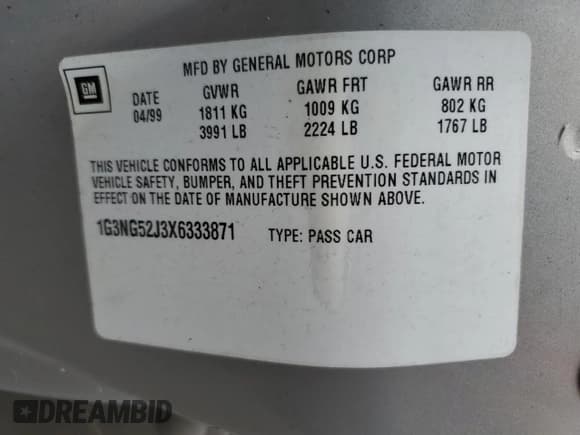 MFD BY GENERAL MOTORS CORP
GM
DATE GVWR GAWR FRT GAWR RR
04/99 1811 KG 1009 KG 802 KG
3991 LB 2224 LB 1767 LB
THIS VEHICLE CONFORMS TO ALL APPLICABLE U.S. FEDERAL MOTOR
VEHICLE SAFETY, BUMPER, AND THEFT PREVENTION STANDARDS IN
EFFECT ON THE DATE OF MANUFACTURE SHOWN ABOVE.
1G3NG52J3X6333871 TYPE: PASS CAR
DREAMBID